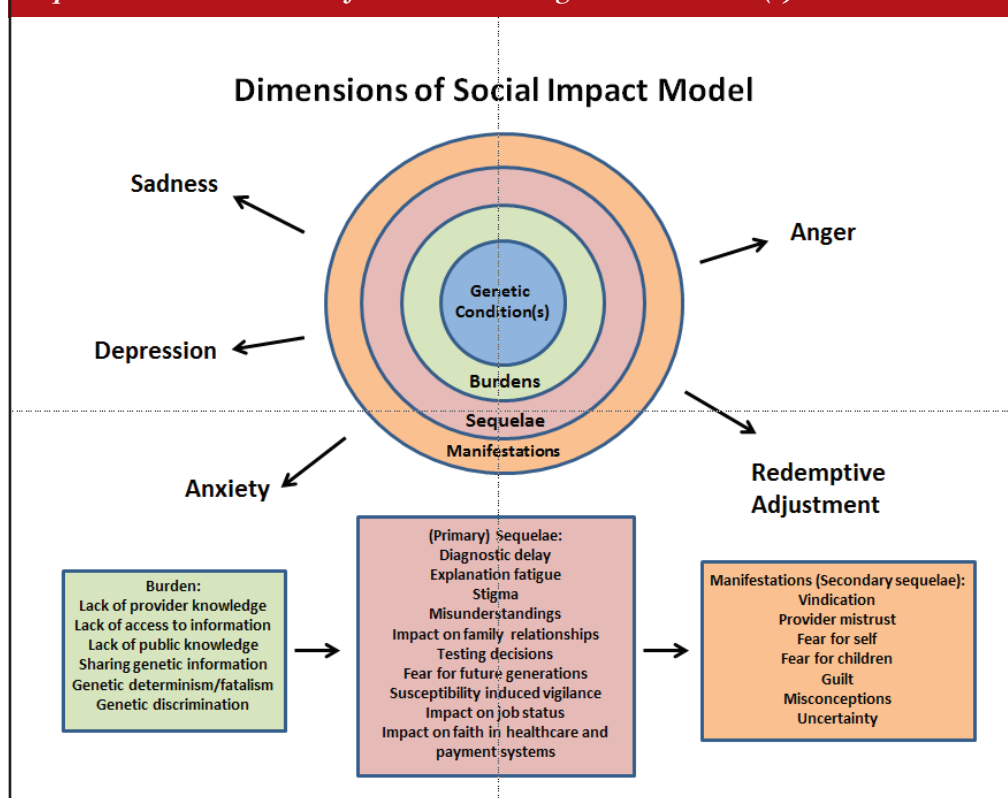 Dimensions of Social Impact Model
Sadness
Anger
Genetic
Condition(s)
Depression
Burdens
Sequelae
Manifestations
Anxiety
Redemptive
Adjustment
Burden:
Lack of provider knowledge
Lack of access to information
Lack of public knowledge
Sharing genetic information
Genetic determinism/fatalism
Genetic discrimination
(Primary) Sequelae:
Diagnostic delay
Explanation fatigue
Stigma
Misunderstandings
Impact on family relationships
Testing decisions
Fear for future generations
Susceptibility induced vigilance
Impact on job status
Impact on faith in healthcare and
payment systems
Manifestations (Secondary sequelae):
Vindication
Provider mistrust
Fear for self
Fear for children
Guilt
Misconceptions
Uncertainty